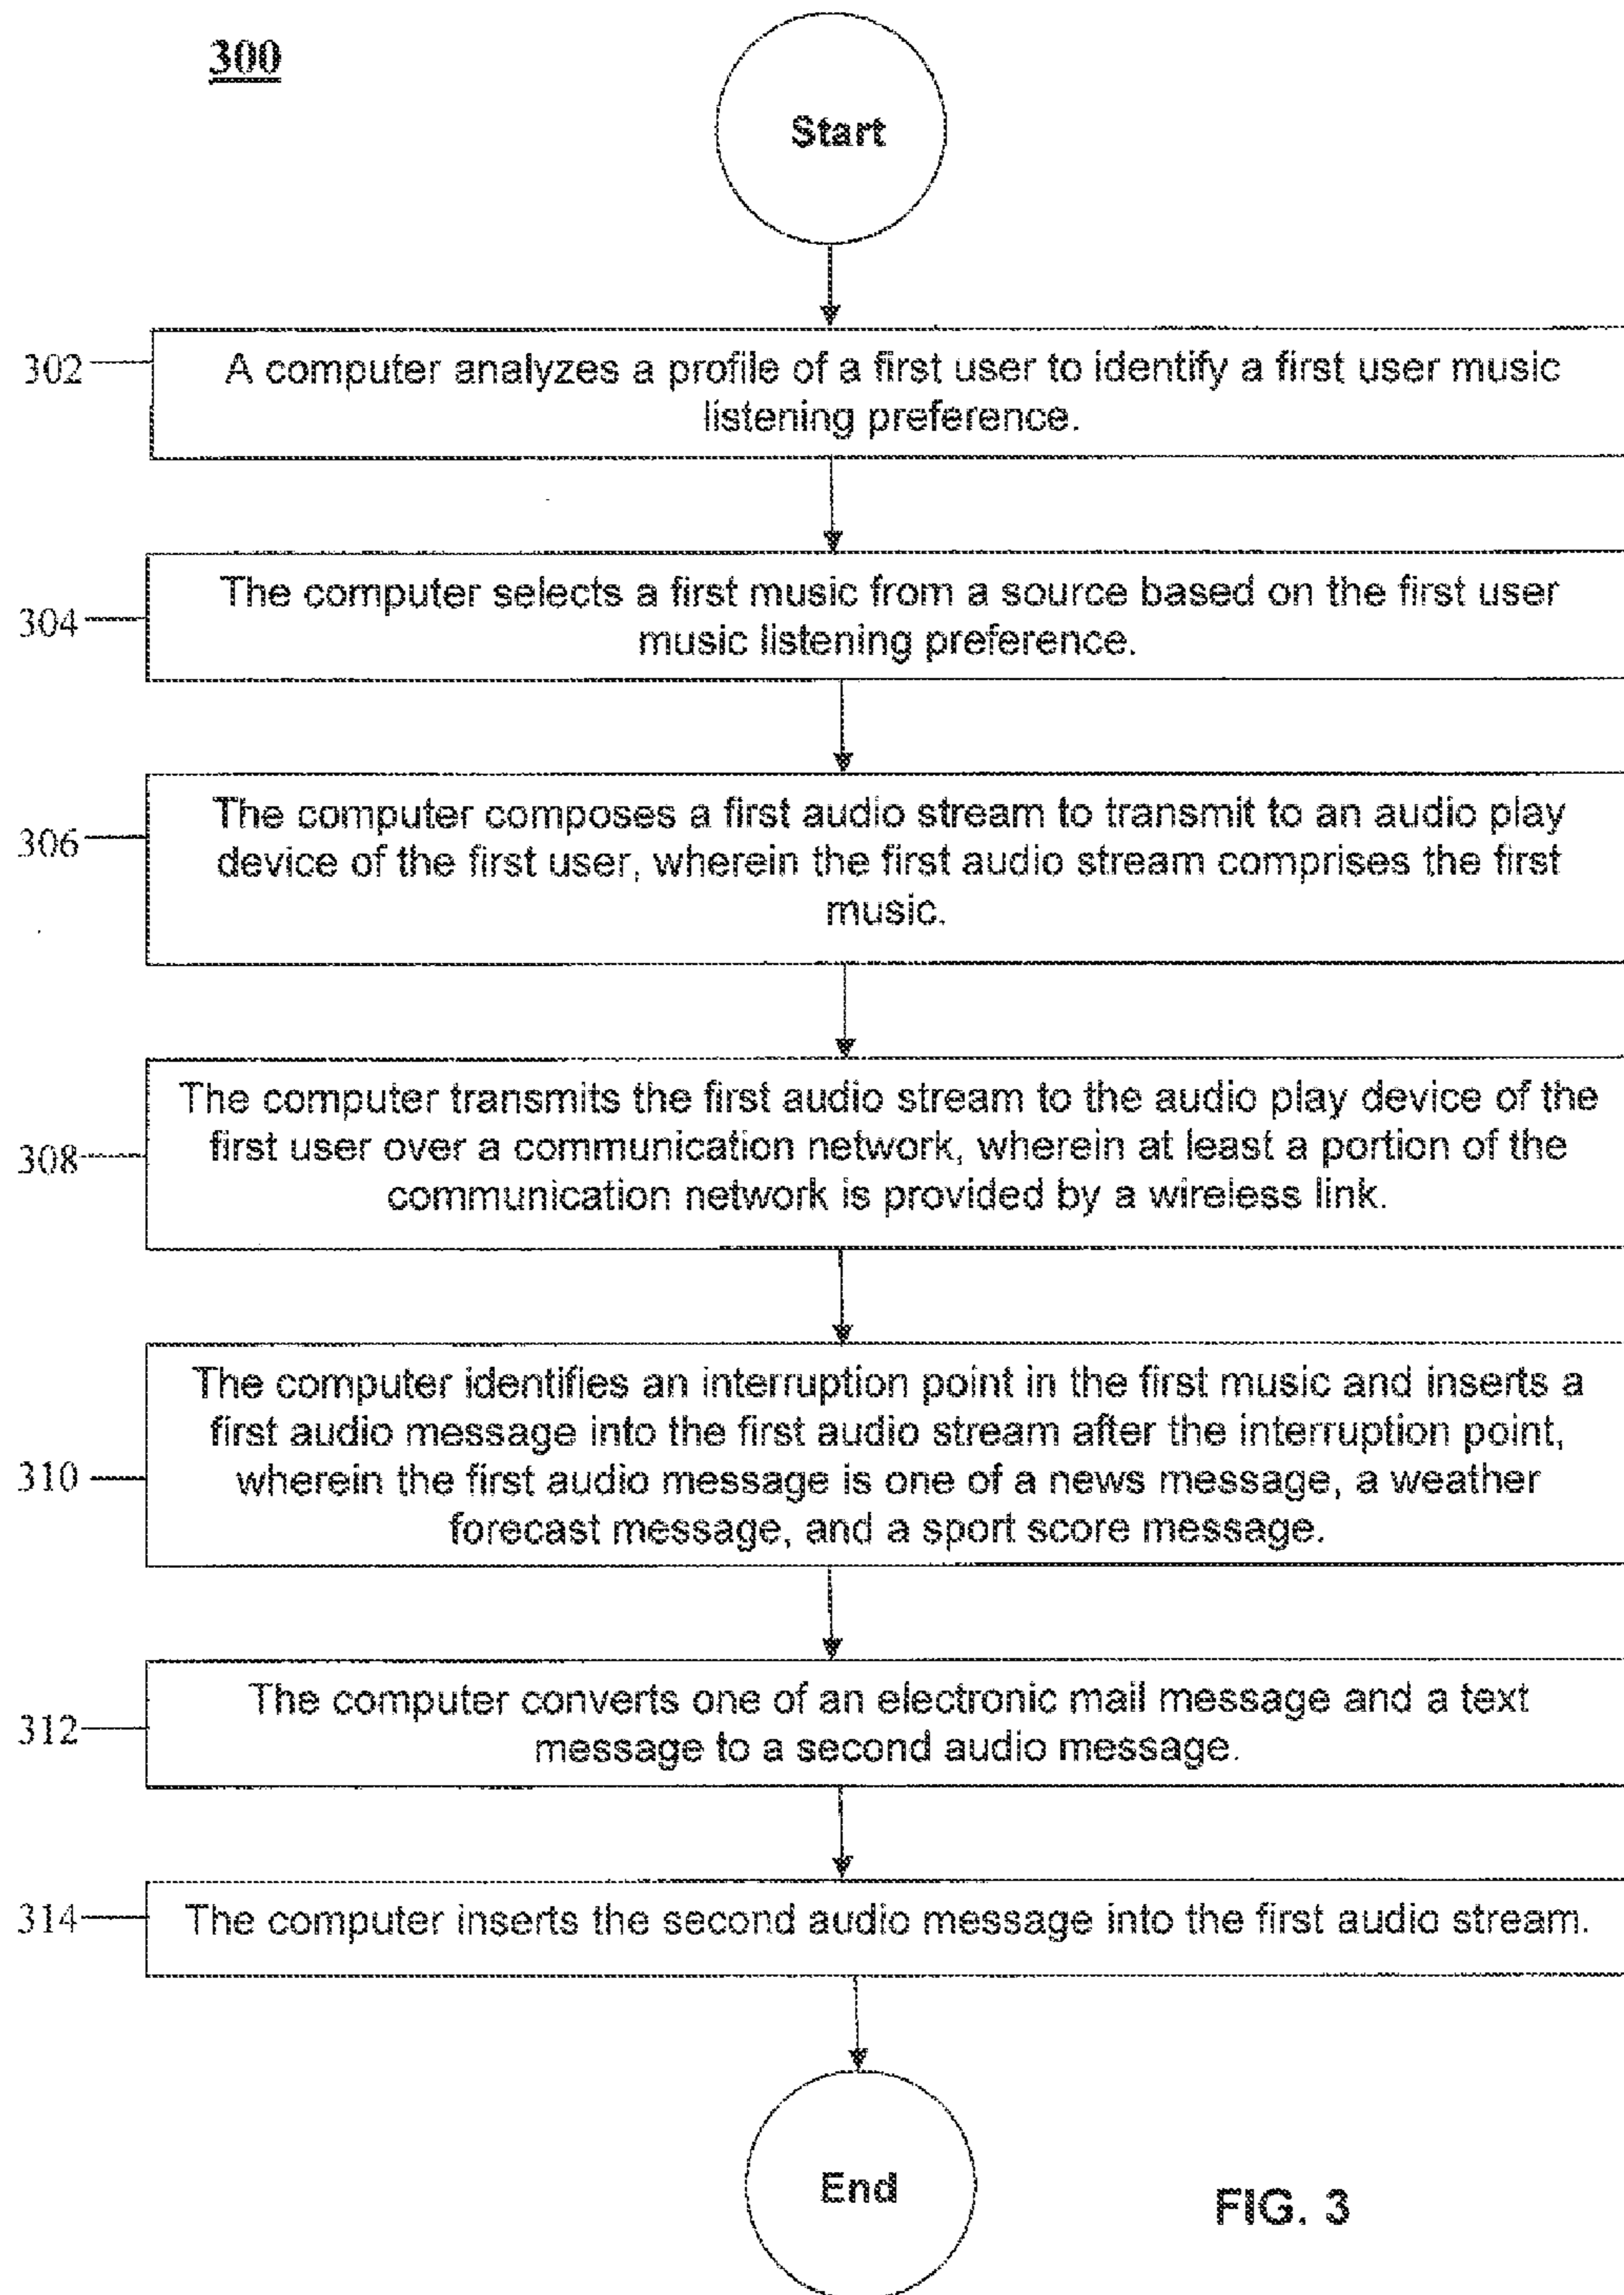 300
Start
302
A computer analyzes a profile of a first user to identify a first user music
listening preference.
304
The computer selects a first music from a source based on the first user
music listening preference.
306
The computer composes a first audio stream to transmit to an audio play
device of the first user, wherein the first audio stream comprises the first
music.
308
The computer transmits the first audio stream to the audio play device of the
first user over a communication network, wherein at least a portion of the
communication network is provided by a wireless link.
310
The computer identifies an interruption point in the first music and inserts a
first audio message into the first audio stream after the interruption point,
wherein the first audio message is one of a news message, a weather
forecast message, and a sport score message.
312
The computer converts one of an electronic mail message and a text
message to a second audio message.
314
The computer inserts the second audio message into the first audio stream.
End
FIG. 3